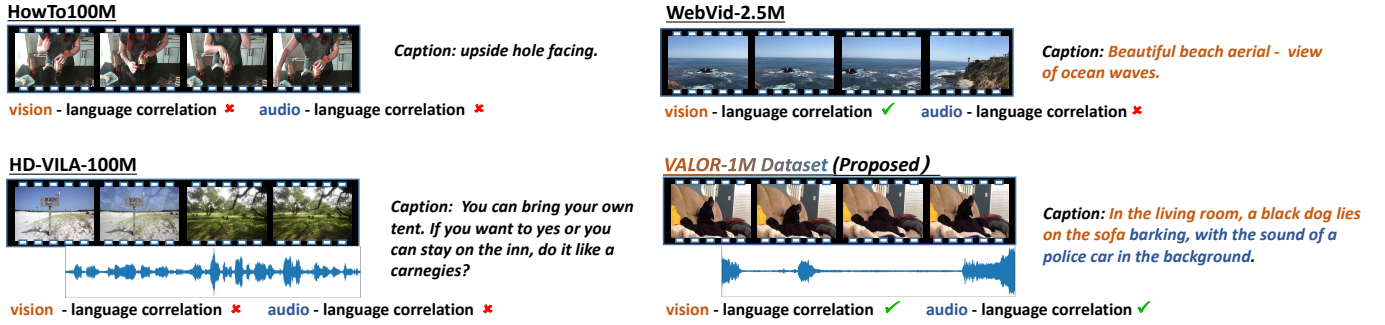 HowTo100M
Caption: upside hole facing.
vision - language correlation ✘ audio - language correlation ✘
WebVid-2.5M
Caption: Beautiful beach aerial - view
of ocean waves.
vision - language correlation ✓ audio - language correlation ✘
HD-VILA-100M
Caption: You can bring your own
tent. If you want to yes or you
can stay on the inn, do it like a
carnegies?
vision - language correlation ✘ audio - language correlation ✘
VALOR-1M Dataset (Proposed)
Caption: In the living room, a black dog lies
on the sofa barking, with the sound of a
police car in the background.
vision - language correlation ✓ audio - language correlation ✓